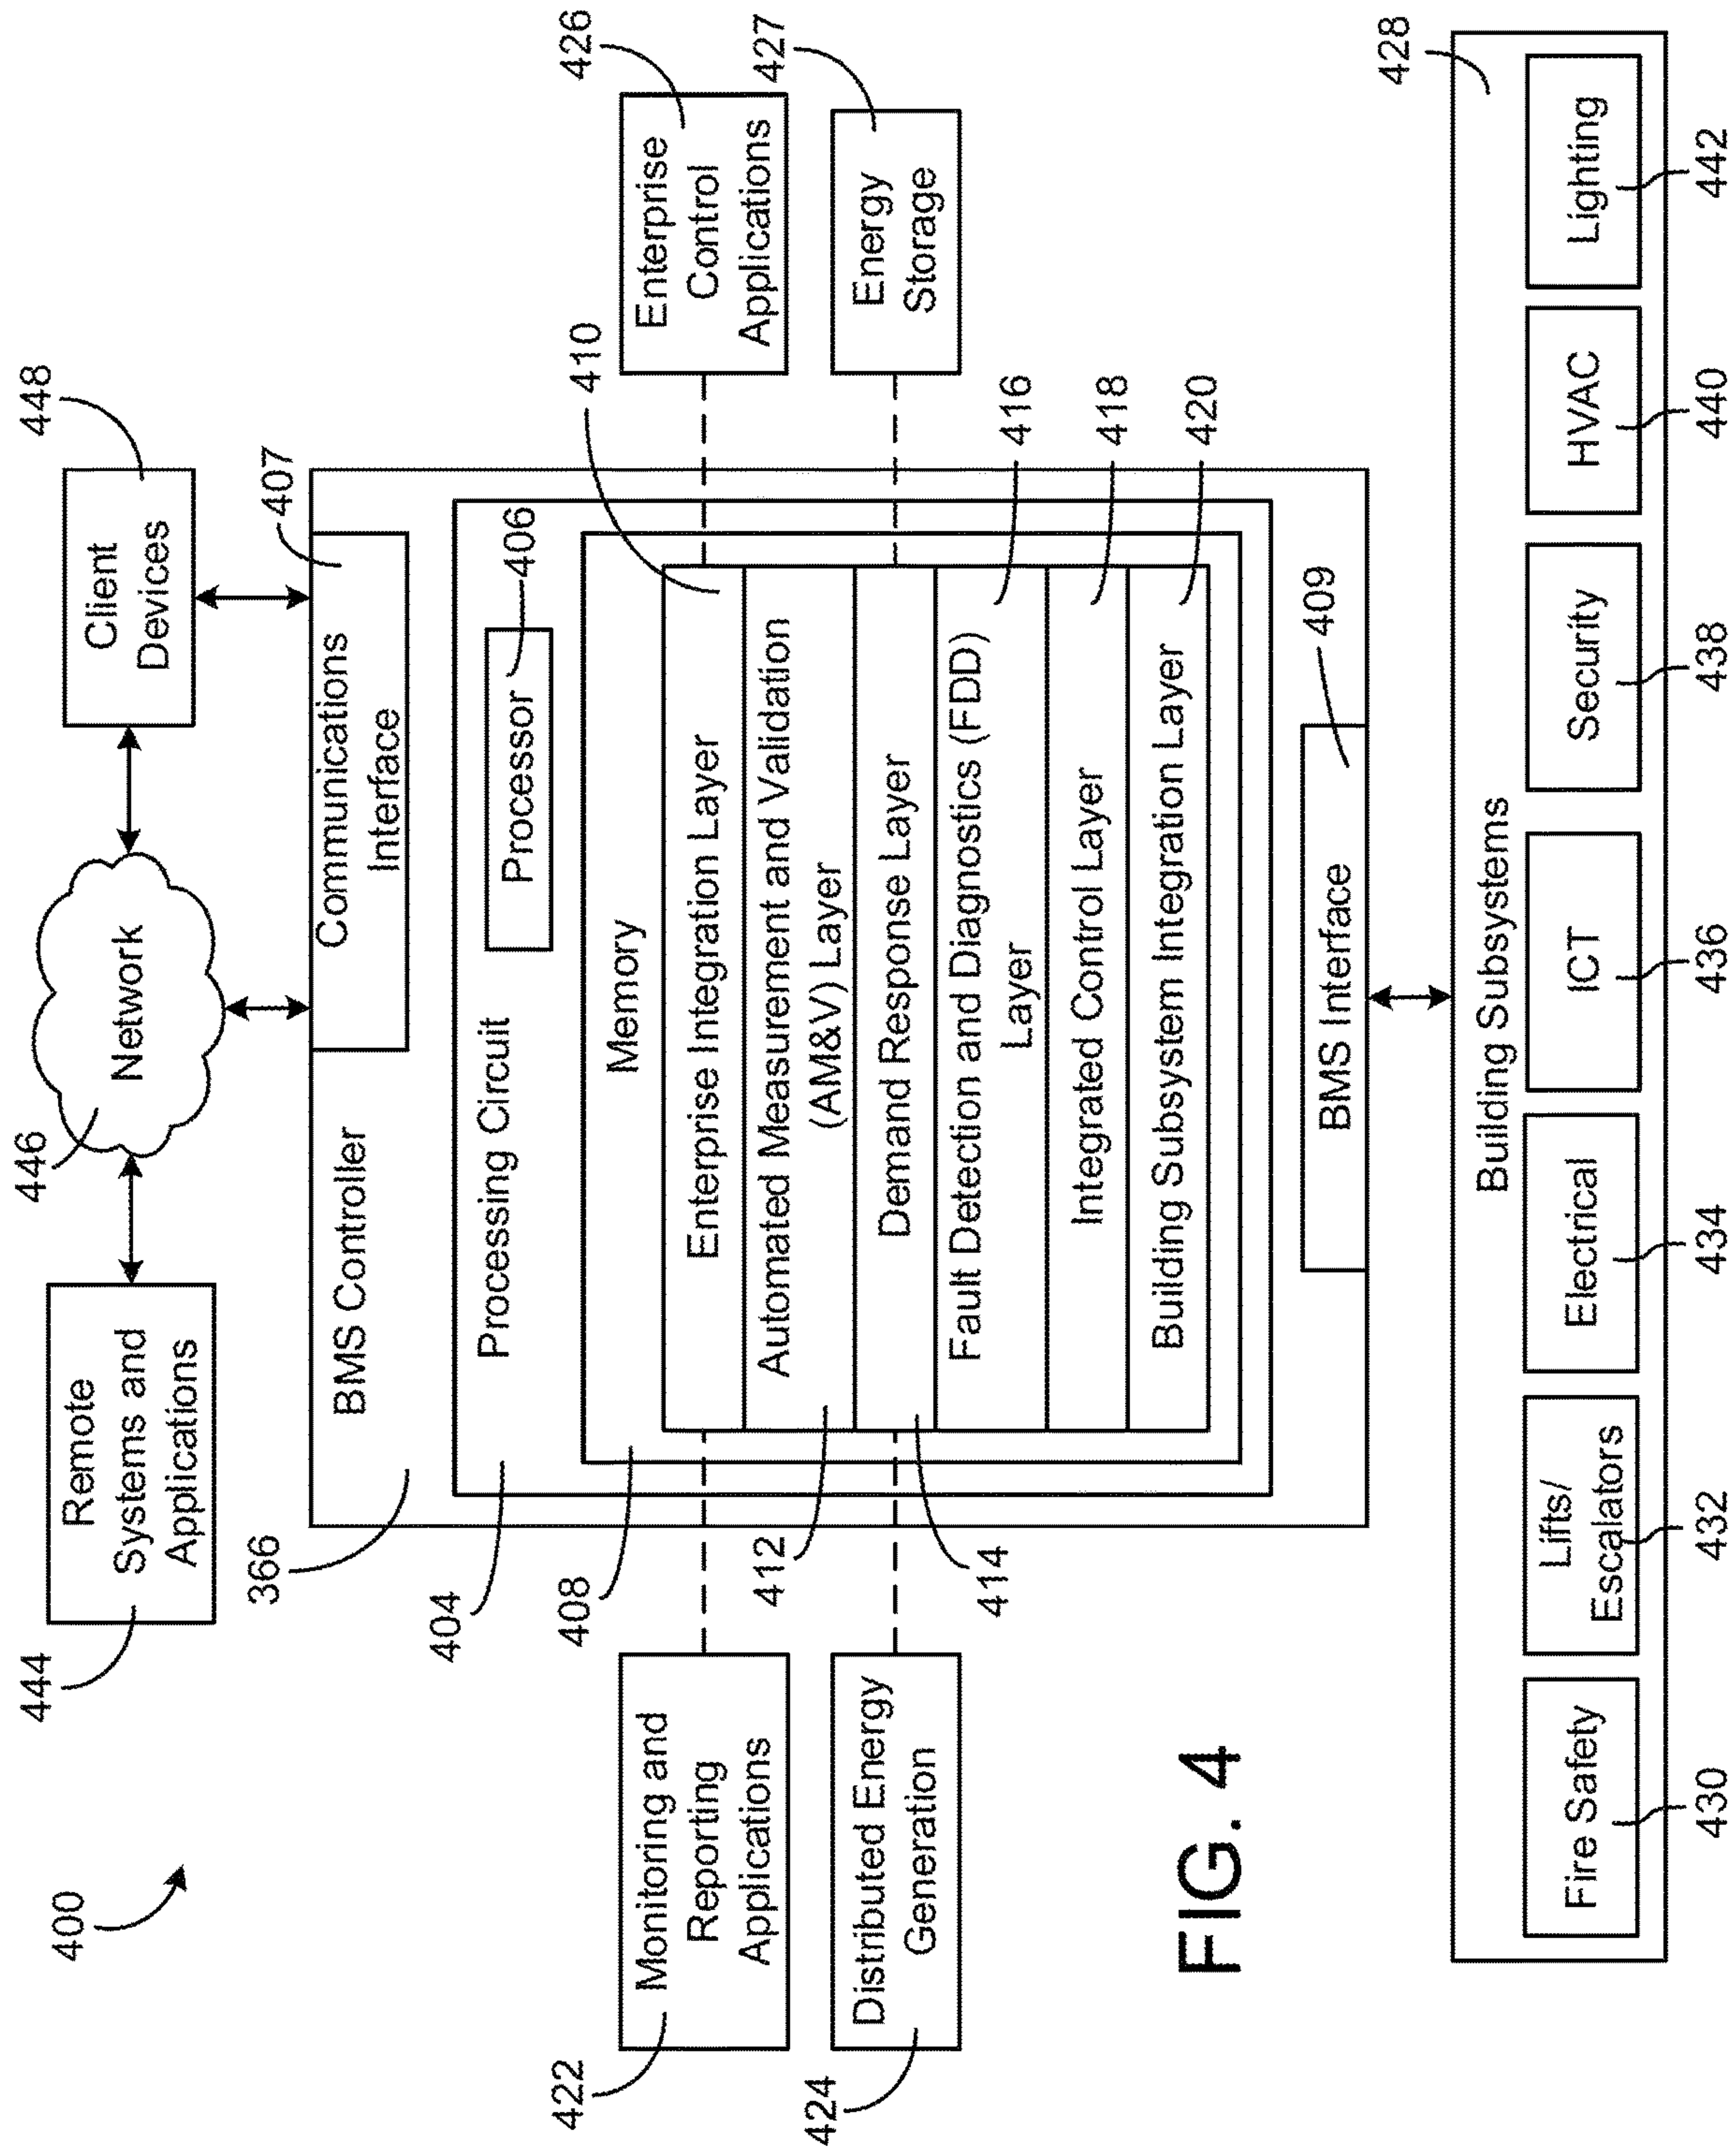 400
444
Remote
Systems and
Applications
446
Network
Client
Devices
448
366
BMS Controller
Communications
Interface
407
404
Processing Circuit
Processor
406
408
Memory
410
Enterprise Integration Layer
Automated Measurement and Validation
(AM&V) Layer
412
Demand Response Layer
414
Fault Detection and Diagnostics (FDD)
Layer
416
Integrated Control Layer
418
Building Subsystem Integration Layer
420
422
Monitoring and
Reporting
Applications
424
Distributed Energy
Generation
Enterprise
Control
Applications
426
Energy
Storage
427
BMS Interface
409
FIG. 4
Building Subsystems
428
Fire Safety
Lifts/
Escalators
Electrical
ICT
Security
HVAC
Lighting
430
432
434
436
438
440
442